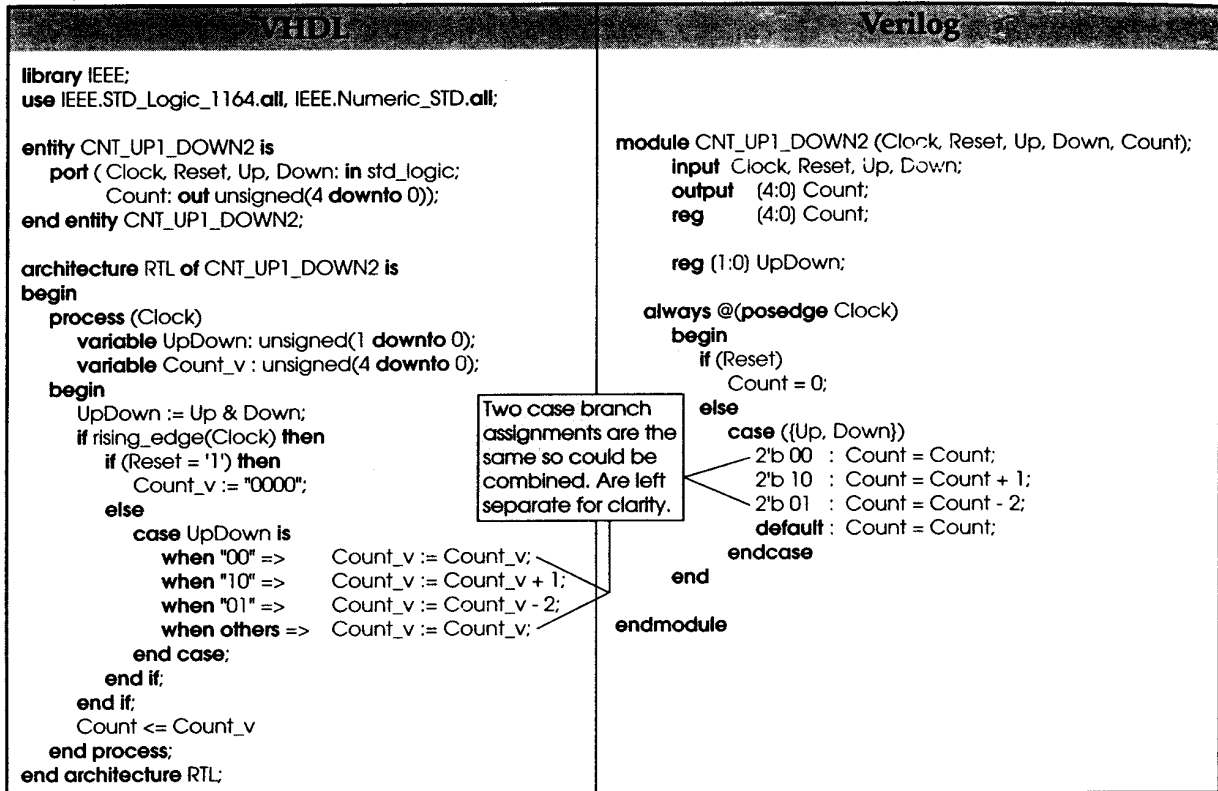 VHDL
library IEEE;
use IEEE.STD_Logic_1164.all, IEEE.Numeric_STD.all;
entity CNT_UP1_DOWN2 is
port ( Clock, Reset, Up, Down: in std_logic;
Count: out unsigned(4 downto 0));
end entity CNT_UP1_DOWN2;
architecture RTL of CNT_UP1_DOWN2 is
begin
process (Clock)
variable UpDown: unsigned(1 downto 0);
variable Count_v : unsigned(4 downto 0);
begin
UpDown := Up & Down;
if rising_edge(Clock) then
if (Reset = '1') then
Count_v := "0000";
else
case UpDown is
when "00" => Count_v := Count_v;
when "10" => Count_v := Count_v + 1;
when "01" => Count_v := Count_v - 2;
when others => Count_v := Count_v;
end case;
end if;
end if;
Count <= Count_v
end process;
end architecture RTL;
Two case branch
assignments are the
same so could be
combined. Are left
separate for clarity.
Verilog
module CNT_UP1_DOWN2 (Clock, Reset, Up, Down, Count);
input Clock, Reset, Up, Down;
output (4:0) Count;
reg (4:0) Count;
reg (1:0) UpDown;
always @(posedge Clock)
begin
if (Reset)
Count = 0;
else
case ({Up, Down})
2'b 00 : Count = Count;
2'b 10 : Count = Count + 1;
2'b 01 : Count = Count - 2;
default : Count = Count;
endcase
end
endmodule